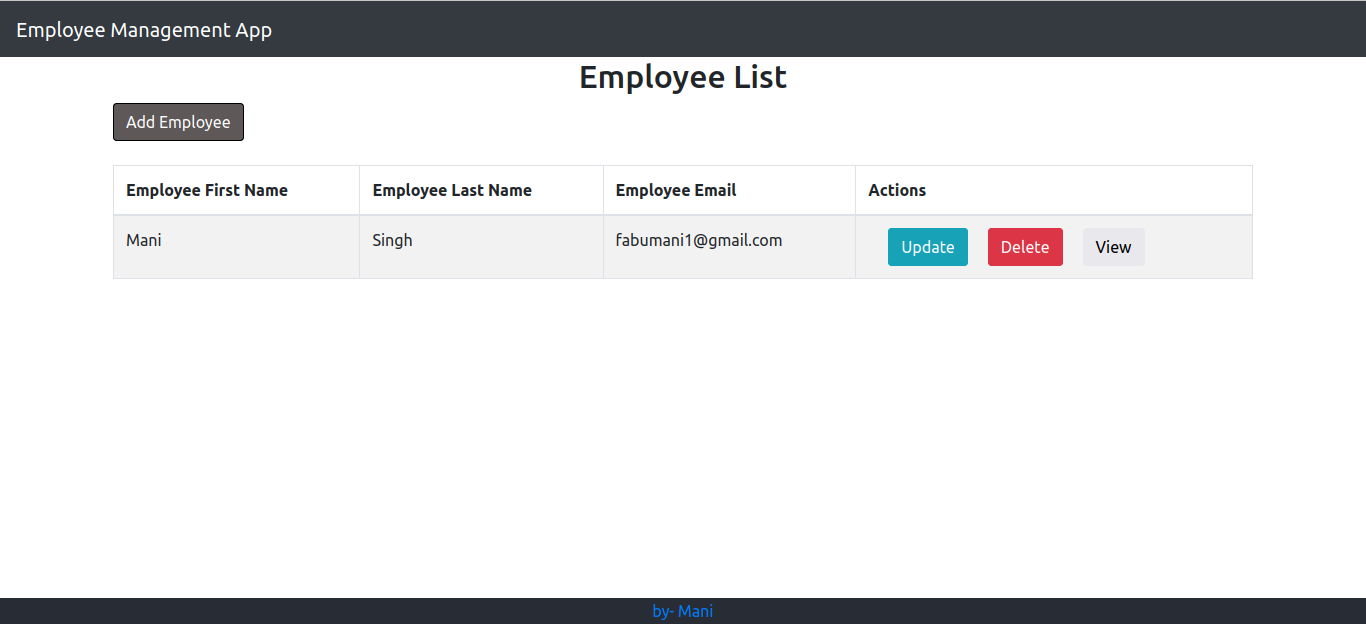 Employee Management App
Employee List
Add Employee
Employee First Name Employee Last Name Employee Email Actions
Mani Singh fabumani1@gmail.com Update Delete View
by- Mani